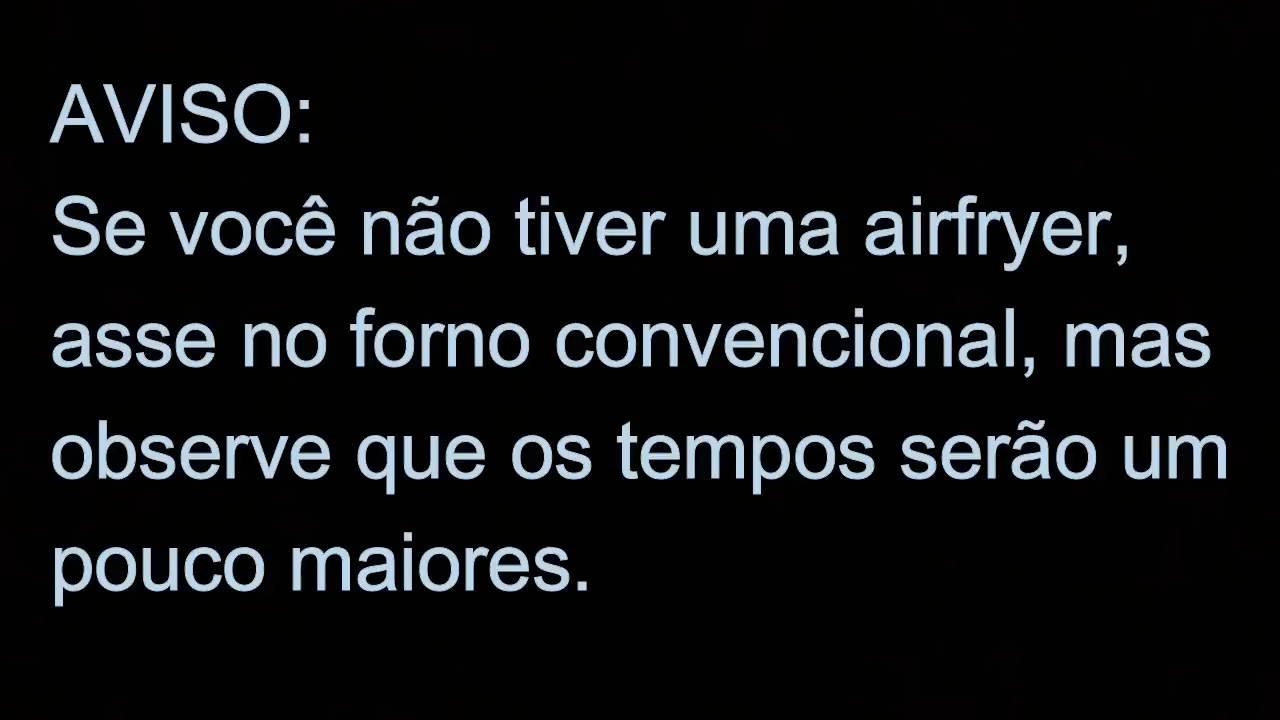 AVISO:
Se você não tiver uma airfryer,
asse no forno convencional, mas
observe que os tempos serão um
pouco maiores.